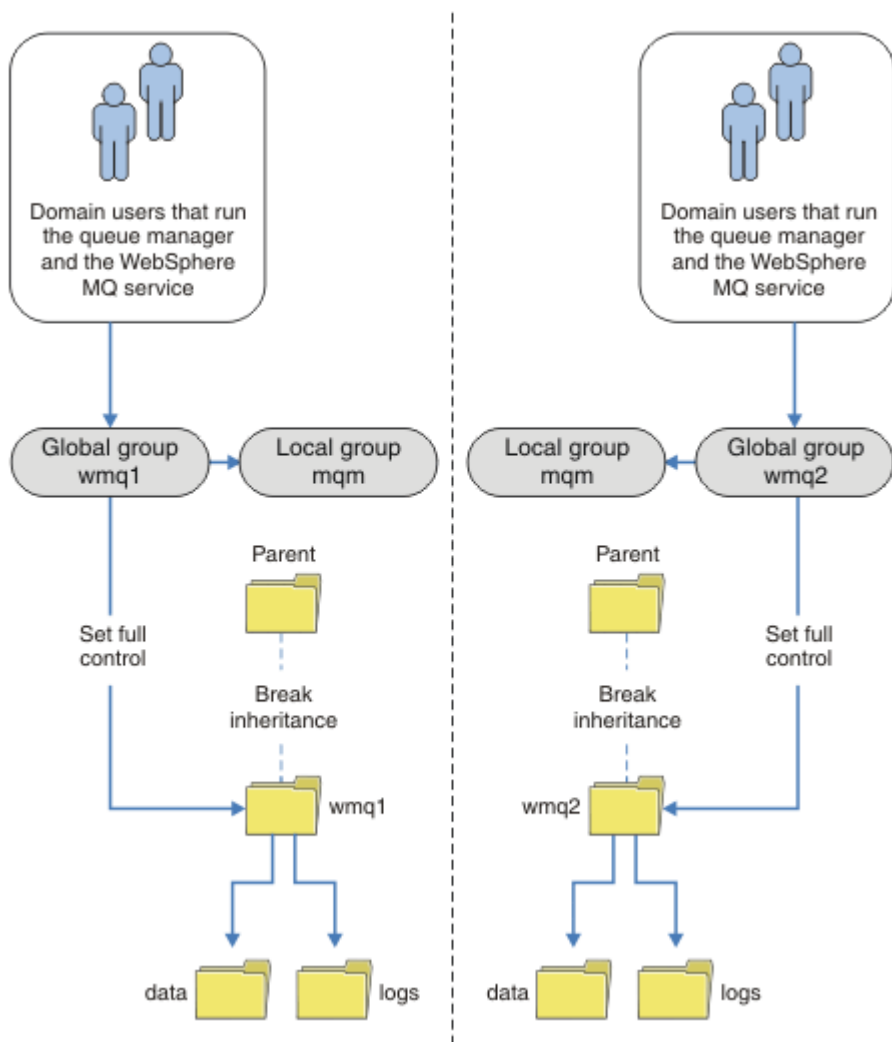 Domain users that run
the queue manager
and the WebSphere
MQ service
Global group
wmq1
Local group
mqm
Parent
Set full
control
Break
inheritance
wmq1
data
logs
Domain users that run
the queue manager
and the WebSphere
MQ service
Local group
mqm
Global group
wmq2
Parent
Break
inheritance
Set full
control
wmq2
data
logs